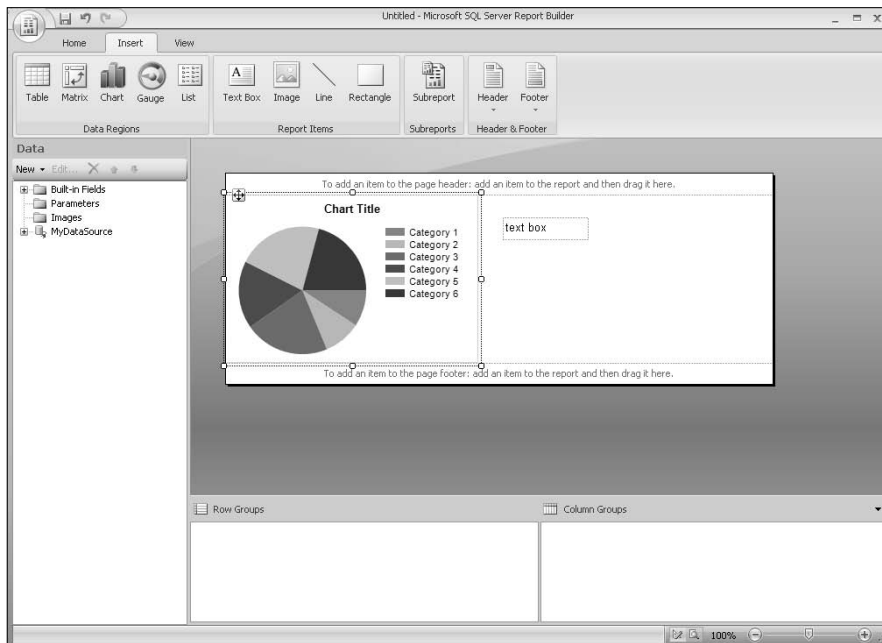 Untitled - Microsoft SQL Server Report Builder
Home Insert View
Table Matrix Chart Gauge List Text Box Image Line Rectangle Subreport Header Footer
Data Regions Report Items Subreports Header & Footer
Data
New Edit...
Built-in Fields
Parameters
Images
MyDataSource
To add an item to the page header: add an item to the report and then drag it here.
Chart Title
Category 1
Category 2
Category 3
Category 4
Category 5
Category 6
text box
To add an item to the page footer: add an item to the report and then drag it here.
Row Groups Column Groups
100%